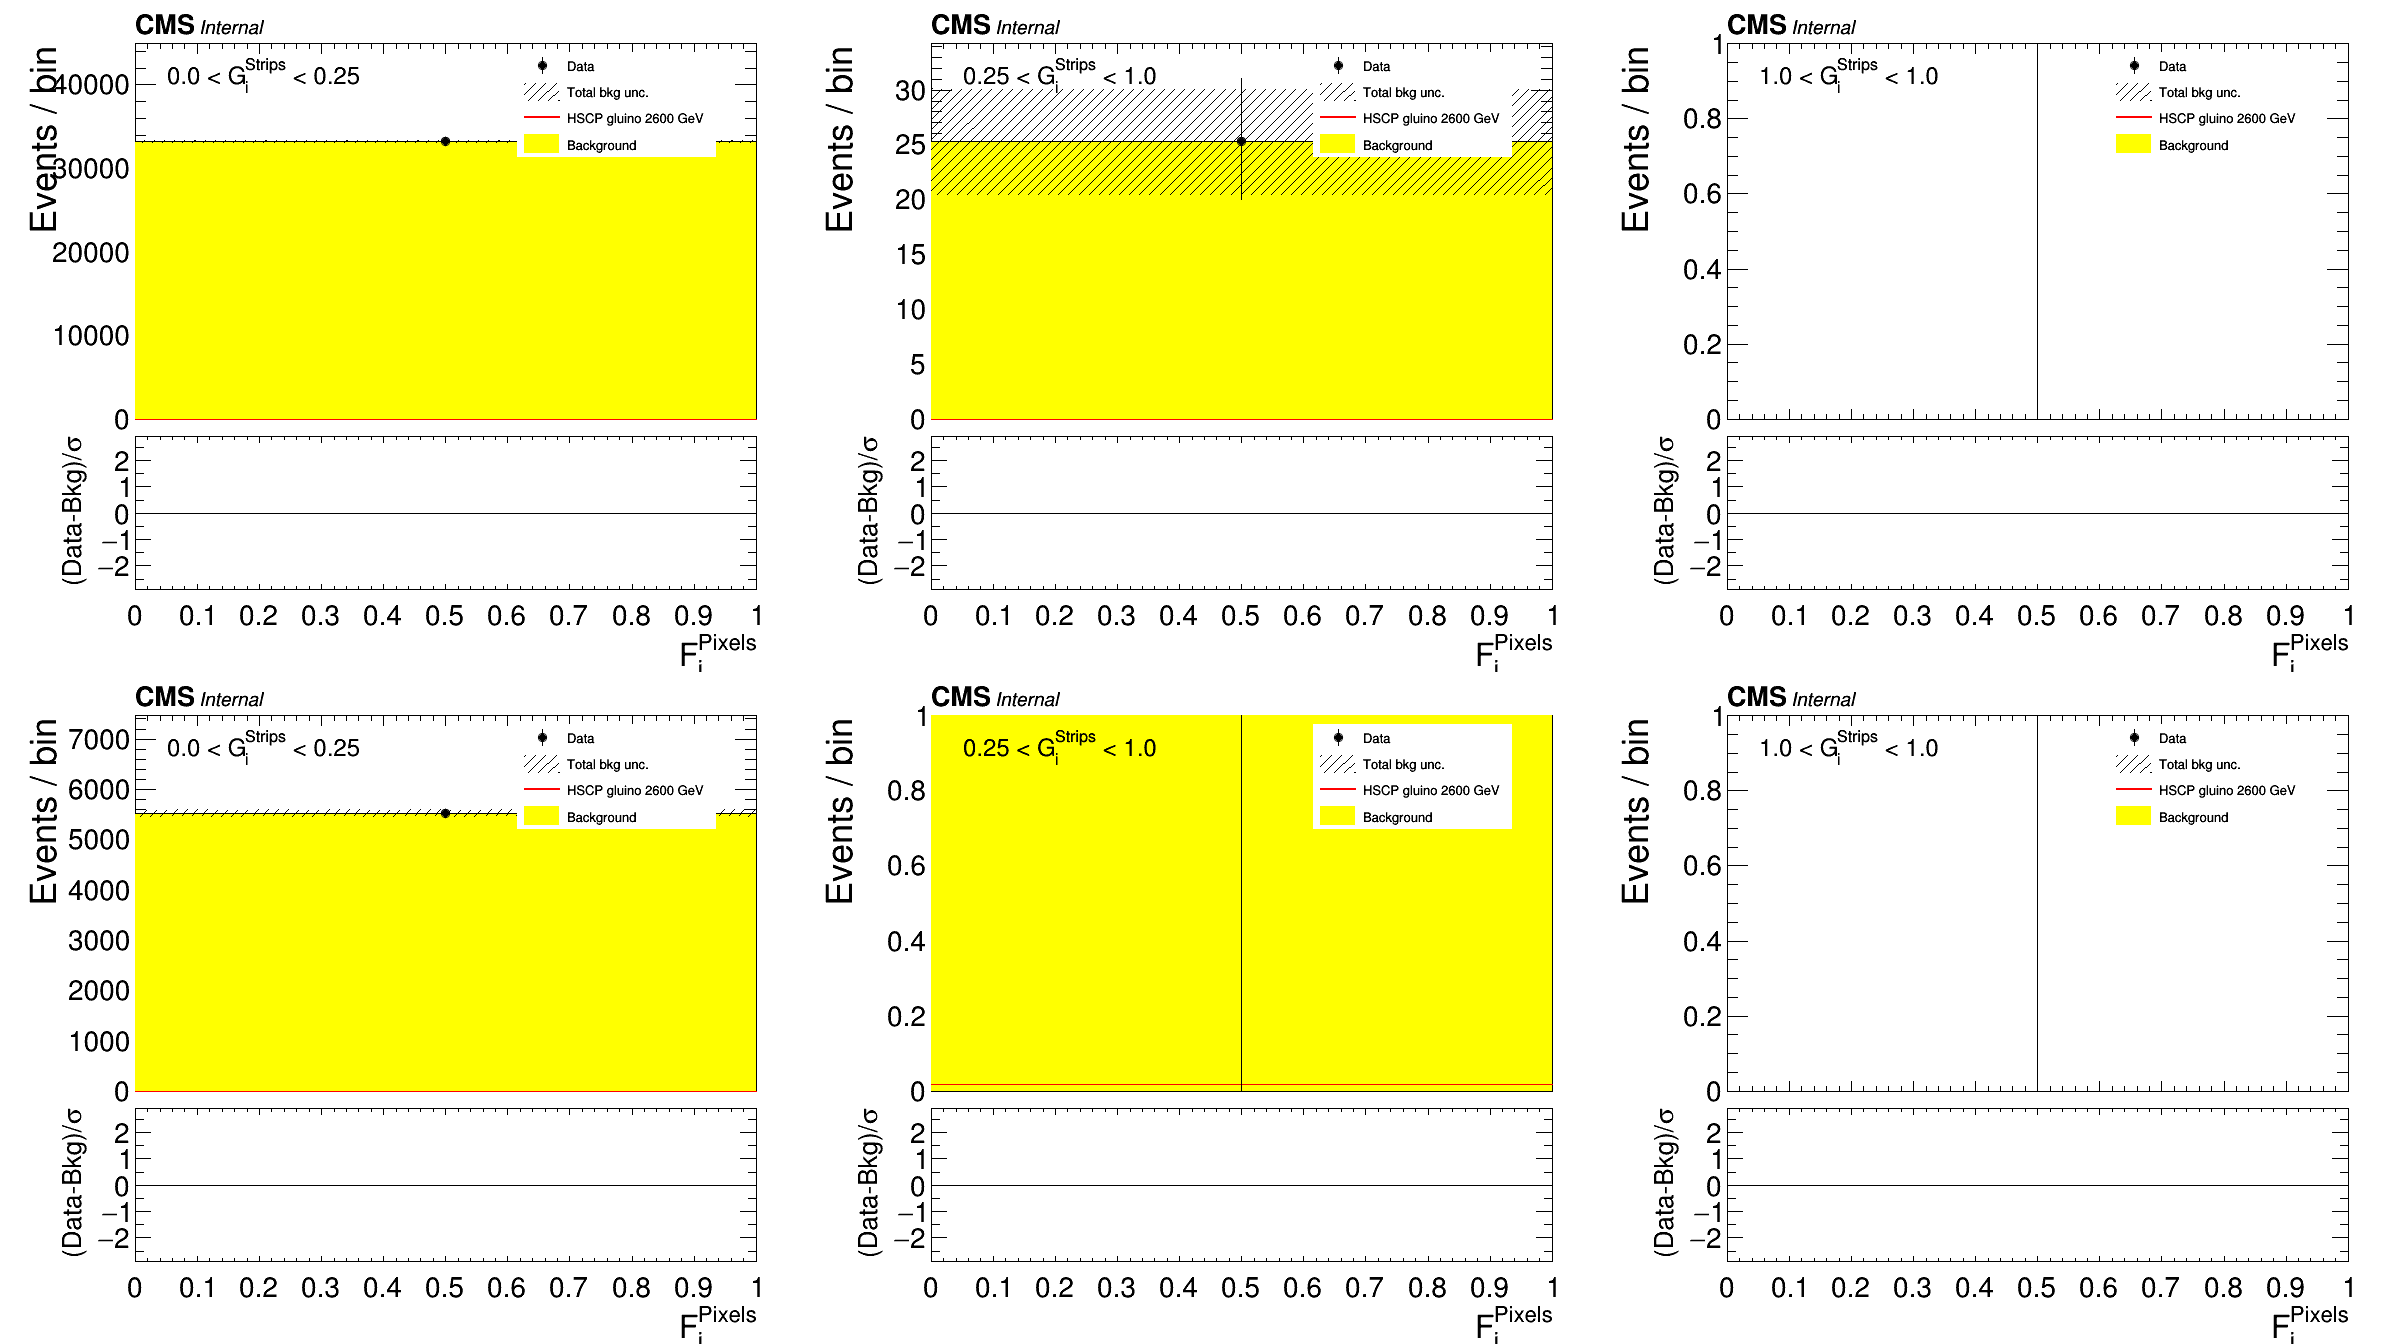 CMS Internal
Events / bin
0.0 < G_i^Strips < 0.25
Data
Total bkg unc.
HSCP gluino 2600 GeV
Background
40000
30000
20000
10000
0
(Data-Bkg)/σ
2
1
0
−1
−2
0 0.1 0.2 0.3 0.4 0.5 0.6 0.7 0.8 0.9 1
F_i^Pixels
CMS Internal
Events / bin
0.25 < G_i^Strips < 1.0
Data
Total bkg unc.
HSCP gluino 2600 GeV
Background
30
25
20
15
10
5
0
(Data-Bkg)/σ
2
1
0
−1
−2
0 0.1 0.2 0.3 0.4 0.5 0.6 0.7 0.8 0.9 1
F_i^Pixels
CMS Internal
Events / bin
1.0 < G_i^Strips < 1.0
Data
Total bkg unc.
HSCP gluino 2600 GeV
Background
1
0.8
0.6
0.4
0.2
0
(Data-Bkg)/σ
2
1
0
−1
−2
0 0.1 0.2 0.3 0.4 0.5 0.6 0.7 0.8 0.9 1
F_i^Pixels
CMS Internal
Events / bin
0.0 < G_i^Strips < 0.25
Data
Total bkg unc.
HSCP gluino 2600 GeV
Background
7000
6000
5000
4000
3000
2000
1000
0
(Data-Bkg)/σ
2
1
0
−1
−2
0 0.1 0.2 0.3 0.4 0.5 0.6 0.7 0.8 0.9 1
F_i^Pixels
CMS Internal
Events / bin
0.25 < G_i^Strips < 1.0
Data
Total bkg unc.
HSCP gluino 2600 GeV
Background
1
0.8
0.6
0.4
0.2
0
(Data-Bkg)/σ
2
1
0
−1
−2
0 0.1 0.2 0.3 0.4 0.5 0.6 0.7 0.8 0.9 1
F_i^Pixels
CMS Internal
Events / bin
1.0 < G_i^Strips < 1.0
Data
Total bkg unc.
HSCP gluino 2600 GeV
Background
1
0.8
0.6
0.4
0.2
0
(Data-Bkg)/σ
2
1
0
−1
−2
0 0.1 0.2 0.3 0.4 0.5 0.6 0.7 0.8 0.9 1
F_i^Pixels